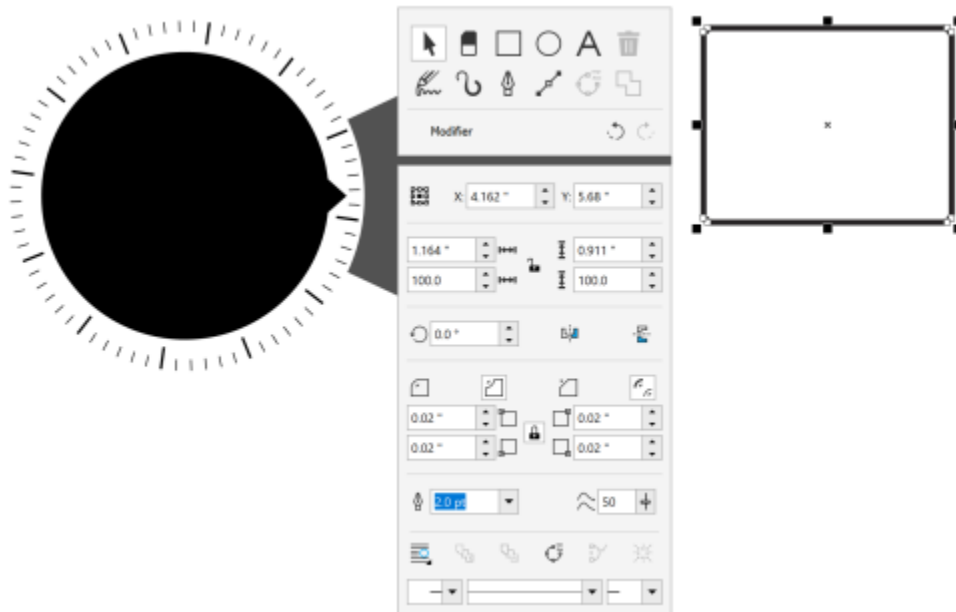 Modifier
X: 4.162 " Y: 5.68 "
1.164 " 0.911 "
100.0 100.0
0.0 °
0.02 " 0.02 "
0.02 " 0.02 "
2.0 pt 50